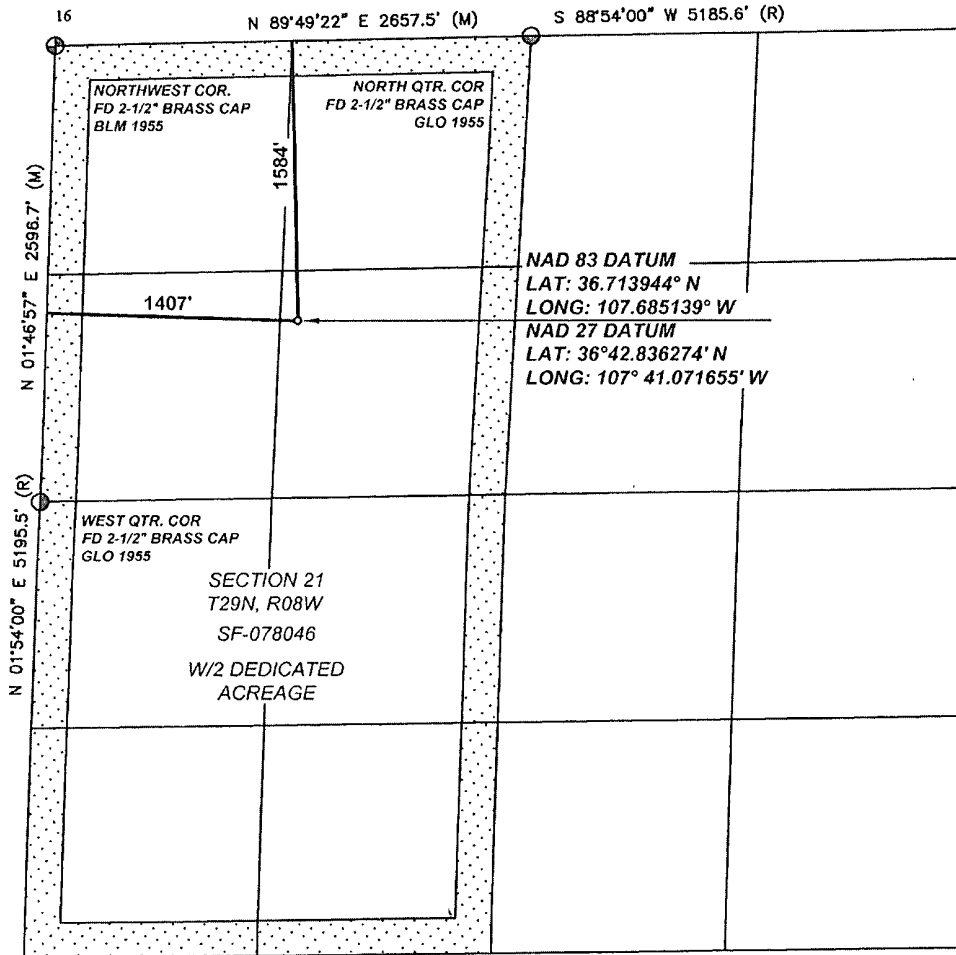 N 89°49'22" E 2657.5' (M)
S 88°54'00" W 5185.6' (R)
16
NORTHWEST COR.
FD 2-1/2" BRASS CAP
BLM 1955
NORTH QTR. COR
FD 2-1/2" BRASS CAP
GLO 1955
1584'
N 01°46'57" E 2596.7' (M)
1407'
NAD 83 DATUM
LAT: 36.713944° N
LONG: 107.685139° W
NAD 27 DATUM
LAT: 36°42.836274' N
LONG: 107° 41.071655' W
N 01°54'00" E 5195.5' (R)
WEST QTR. COR
FD 2-1/2" BRASS CAP
GLO 1955
SECTION 21
T29N, R08W
SF-078046
W/2 DEDICATED
ACREAGE